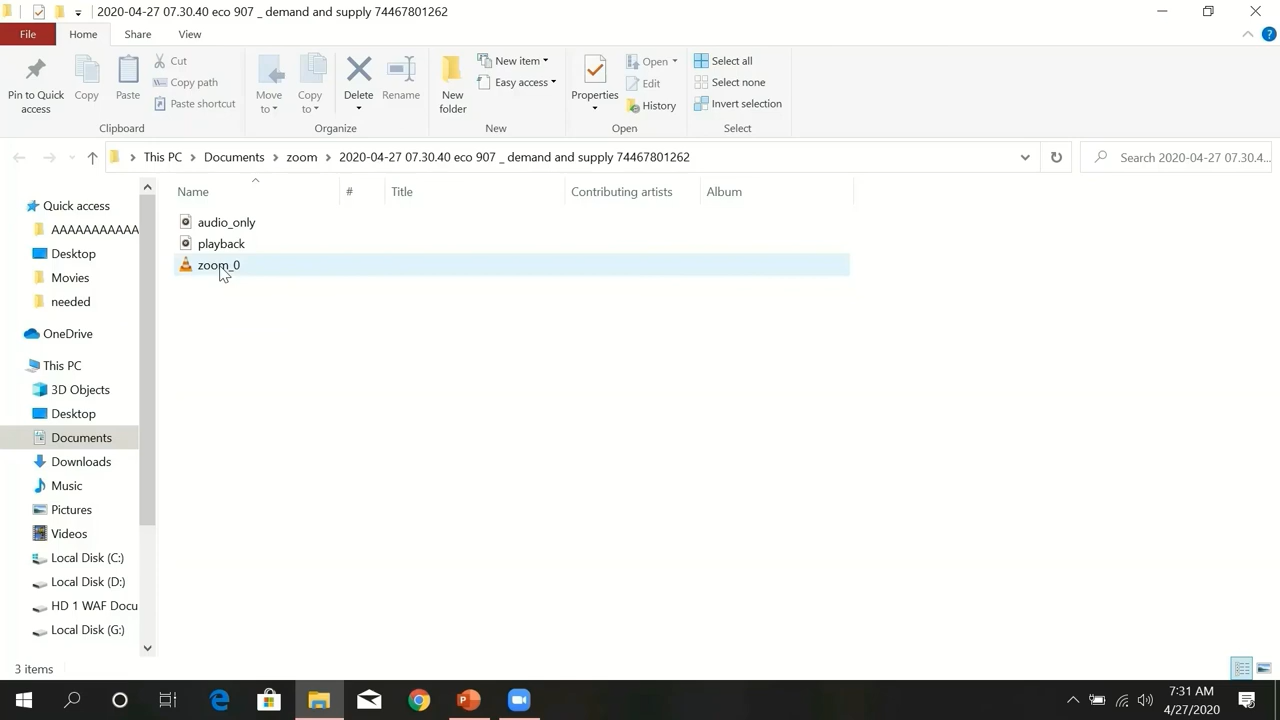 2020-04-27 07.30.40 eco 907 _ demand and supply 74467801262
File Home Share View
Pin to Quick access
Copy
Paste
Cut
Copy path
Paste shortcut
Clipboard
Move to
Copy to
Delete
Rename
Organize
New folder
New item
Easy access
New
Properties
Open
Edit
History
Open
Select all
Select none
Invert selection
Select
This PC > Documents > zoom > 2020-04-27 07.30.40 eco 907 _ demand and supply 74467801262
Search 2020-04-27 07.30.4...
Name # Title Contributing artists Album
audio_only
playback
zoom_0
Quick access
AAAAAAAAAAA
Desktop
Movies
needed
OneDrive
This PC
3D Objects
Desktop
Documents
Downloads
Music
Pictures
Videos
Local Disk (C:)
Local Disk (D:)
HD 1 WAF Docu
Local Disk (G:)
3 items
7:31 AM
4/27/2020